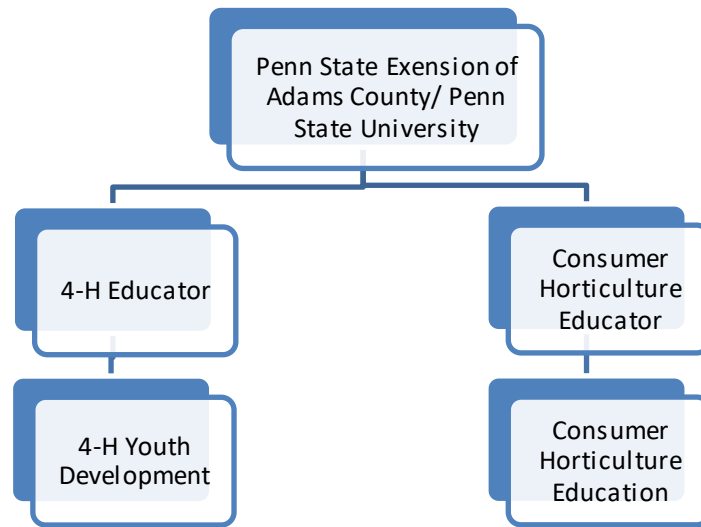 Penn State Exension of
Adams County/ Penn
State University
4-H Educator
Consumer
Horticulture
Educator
4-H Youth
Development
Consumer
Horticulture
Education